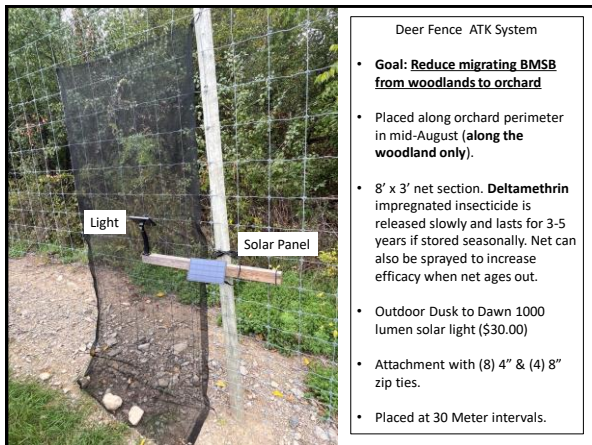 Light
Solar Panel
Deer Fence ATK System
• Goal: Reduce migrating BMSB
from woodlands to orchard
• Placed along orchard perimeter
in mid-August (along the
woodland only).
• 8’ x 3’ net section. Deltamethrin
impregnated insecticide is
released slowly and lasts for 3-5
years if stored seasonally. Net can
also be sprayed to increase
efficacy when net ages out.
• Outdoor Dusk to Dawn 1000
lumen solar light ($30.00)
• Attachment with (8) 4” & (4) 8”
zip ties.
• Placed at 30 Meter intervals.